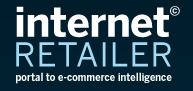 internet©
RETAILER
portal to e-commerce intelligence